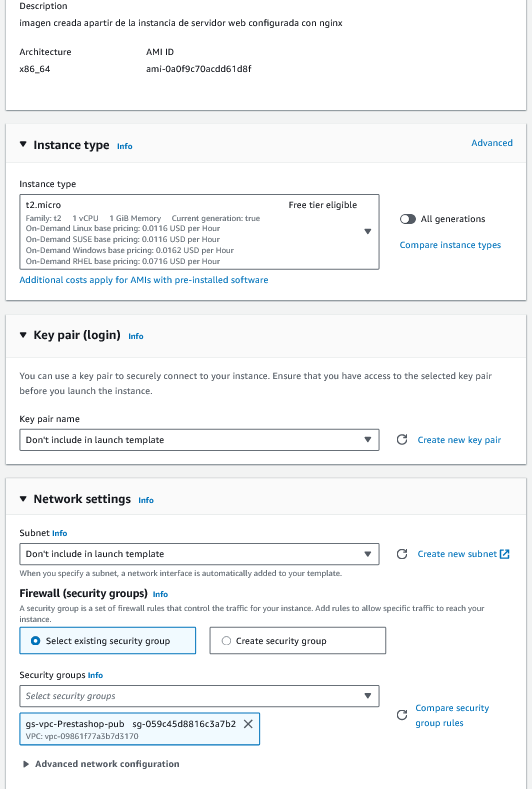 Description
imagen creada apartir de la instancia de servidor web configurada con nginx
Architecture AMI ID
x86_64 ami-0a0f9c70acdd61d8f
Instance type Info Advanced
Instance type
t2.micro Free tier eligible
Family: t2 1 vCPU 1 GiB Memory Current generation: true
On-Demand Linux base pricing: 0.0116 USD per Hour
On-Demand SUSE base pricing: 0.0116 USD per Hour
On-Demand Windows base pricing: 0.0162 USD per Hour
On-Demand RHEL base pricing: 0.0716 USD per Hour
All generations
Compare instance types
Additional costs apply for AMIs with pre-installed software
Key pair (login) Info
You can use a key pair to securely connect to your instance. Ensure that you have access to the selected key pair
before you launch the instance.
Key pair name
Don't include in launch template
Create new key pair
Network settings Info
Subnet Info
Don't include in launch template
Create new subnet
When you specify a subnet, a network interface is automatically added to your template.
Firewall (security groups) Info
A security group is a set of firewall rules that control the traffic for your instance. Add rules to allow specific traffic to reach your
instance.
Select existing security group
Create security group
Security groups Info
Select security groups
Compare security
group rules
gs-vpc-Prestashop-pub sg-059c45d8816c3a7b2
VPC: vpc-09861f77a3b7d3170
Advanced network configuration